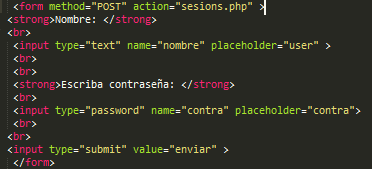 <form method="POST" action="sesions.php" >
<strong>Nombre: </strong>
<br>
<input type="text" name="nombre" placeholder="user" >
<br>
<br>
<strong>Escriba contraseña: </strong>
<br>
<input type="password" name="contra" placeholder="contra">
<br>
<br>
<input type="submit" value="enviar" >
</form>